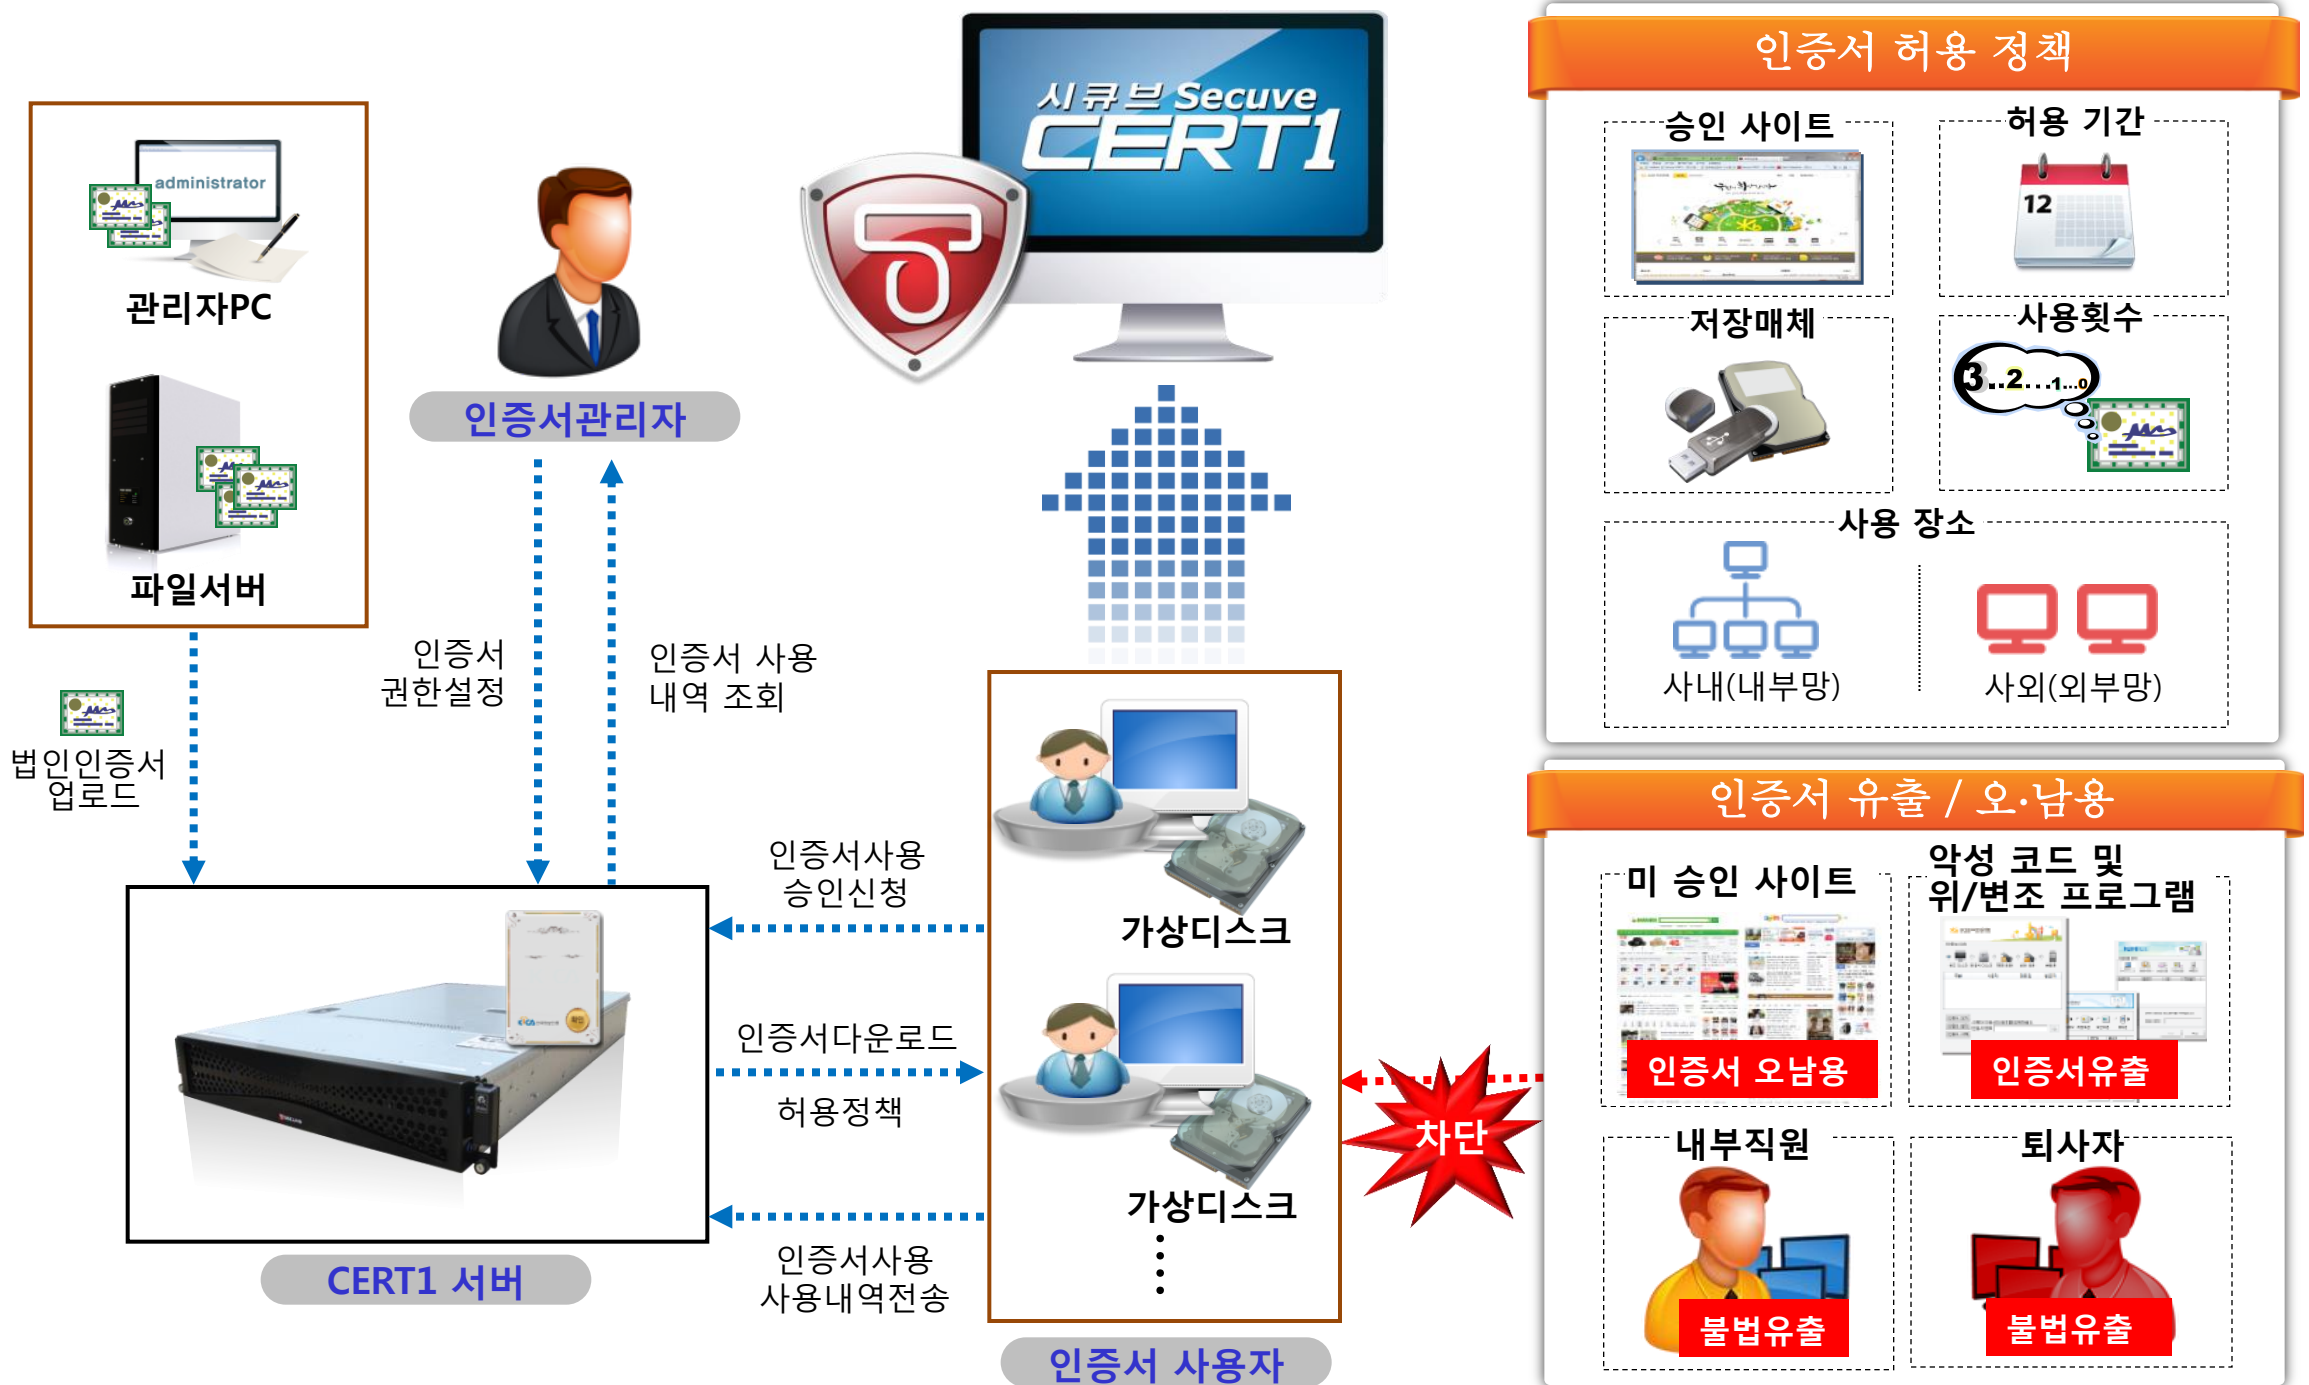 administrator
관리자PC
파일서버
법인인증서
업로드
인증서관리자
인증서
권한설정
인증서 사용
내역 조회
시큐브 Secuve
CERT1
CERT1 서버
인증서사용
승인신청
인증서다운로드
허용정책
인증서사용
사용내역전송
가상디스크
가상디스크
인증서 사용자
차단
인증서 허용 정책
승인 사이트
허용 기간
12
저장매체
사용횟수
3..2...1...0
사용 장소
사내(내부망)
사외(외부망)
인증서 유출 / 오·남용
미 승인 사이트
인증서 오남용
악성 코드 및
위/변조 프로그램
인증서유출
내부직원
불법유출
퇴사자
불법유출